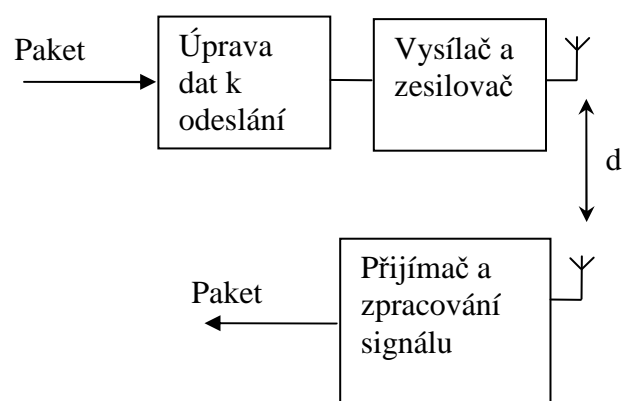 Paket
Úprava
dat k
odeslání
Vysílač a
zesilovač
d
Přijímač a
zpracování
signálu
Paket